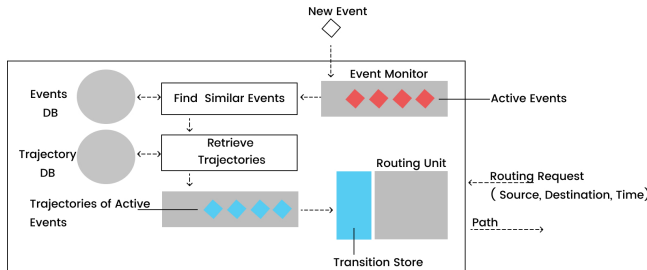 New Event
Event Monitor
Events
DB
Find Similar Events
Active Events
Retrieve
Trajectories
Trajectory
DB
Routing Unit
Routing Request
( Source, Destination, Time)
Trajectories of Active
Events
Path
Transition Store